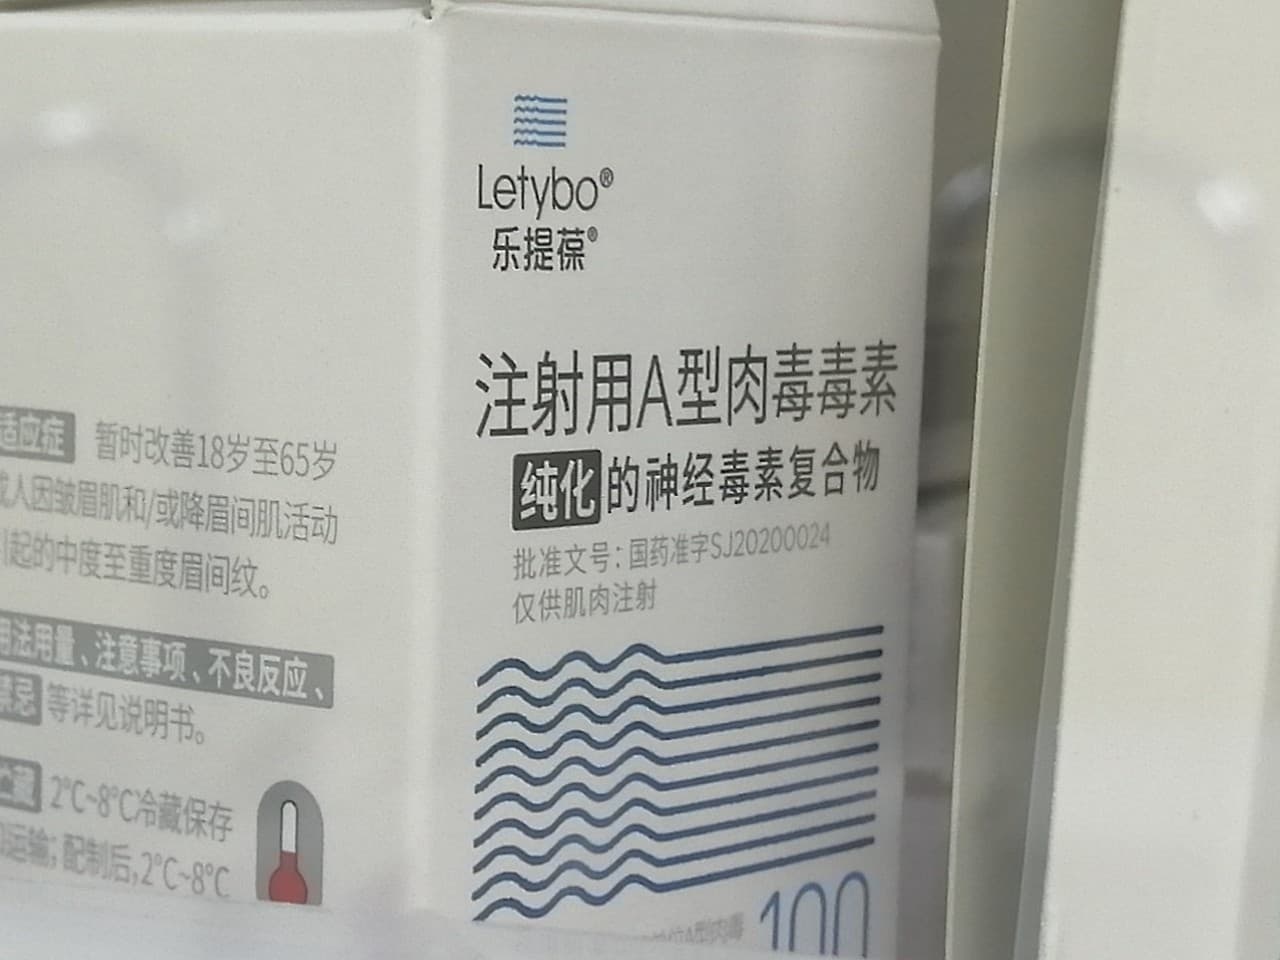 Letybo®
乐提葆®
注射用A型肉毒毒素
纯化的神经毒素复合物
批准文号：国药准字SJ20200024
仅供肌肉注射
100
适应症 暂时改善18岁至65岁
成人因皱眉肌和/或降眉间肌活动
引起的中度至重度眉间纹。
用法用量、注意事项、不良反应、
禁忌等详见说明书。
2°C~8°C冷藏保存
运输；配制后，2°C~8°C